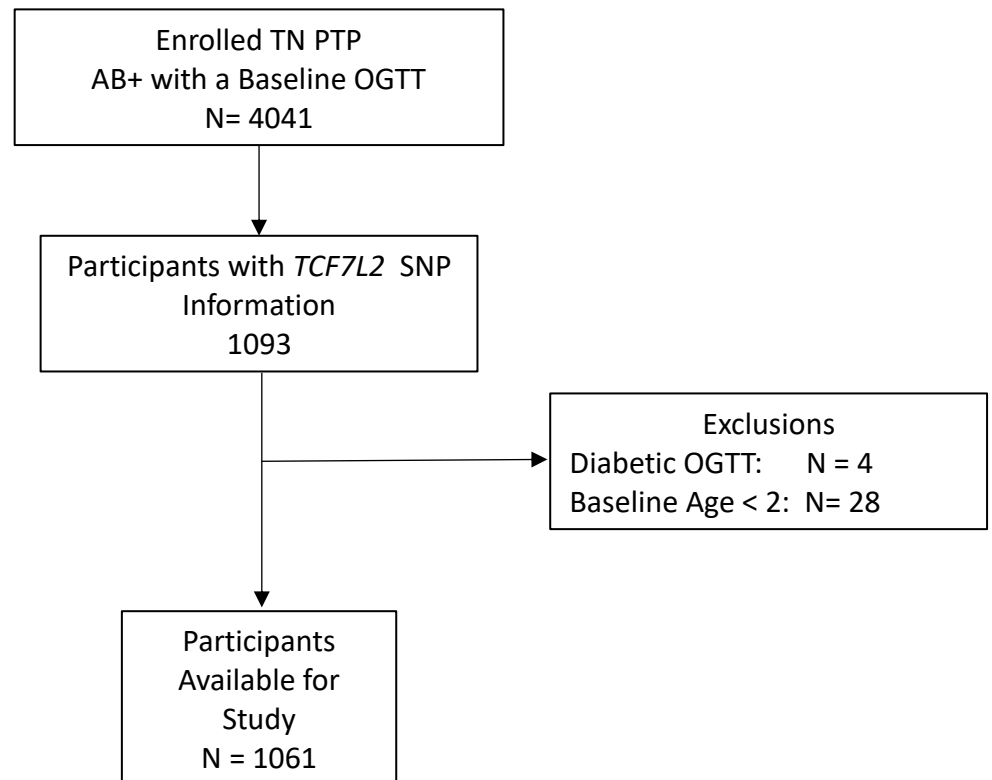 Enrolled TN PTP
AB+ with a Baseline OGTT
N= 4041
Participants with TCF7L2 SNP
Information
1093
Exclusions
Diabetic OGTT: N = 4
Baseline Age < 2: N= 28
Participants
Available for
Study
N = 1061